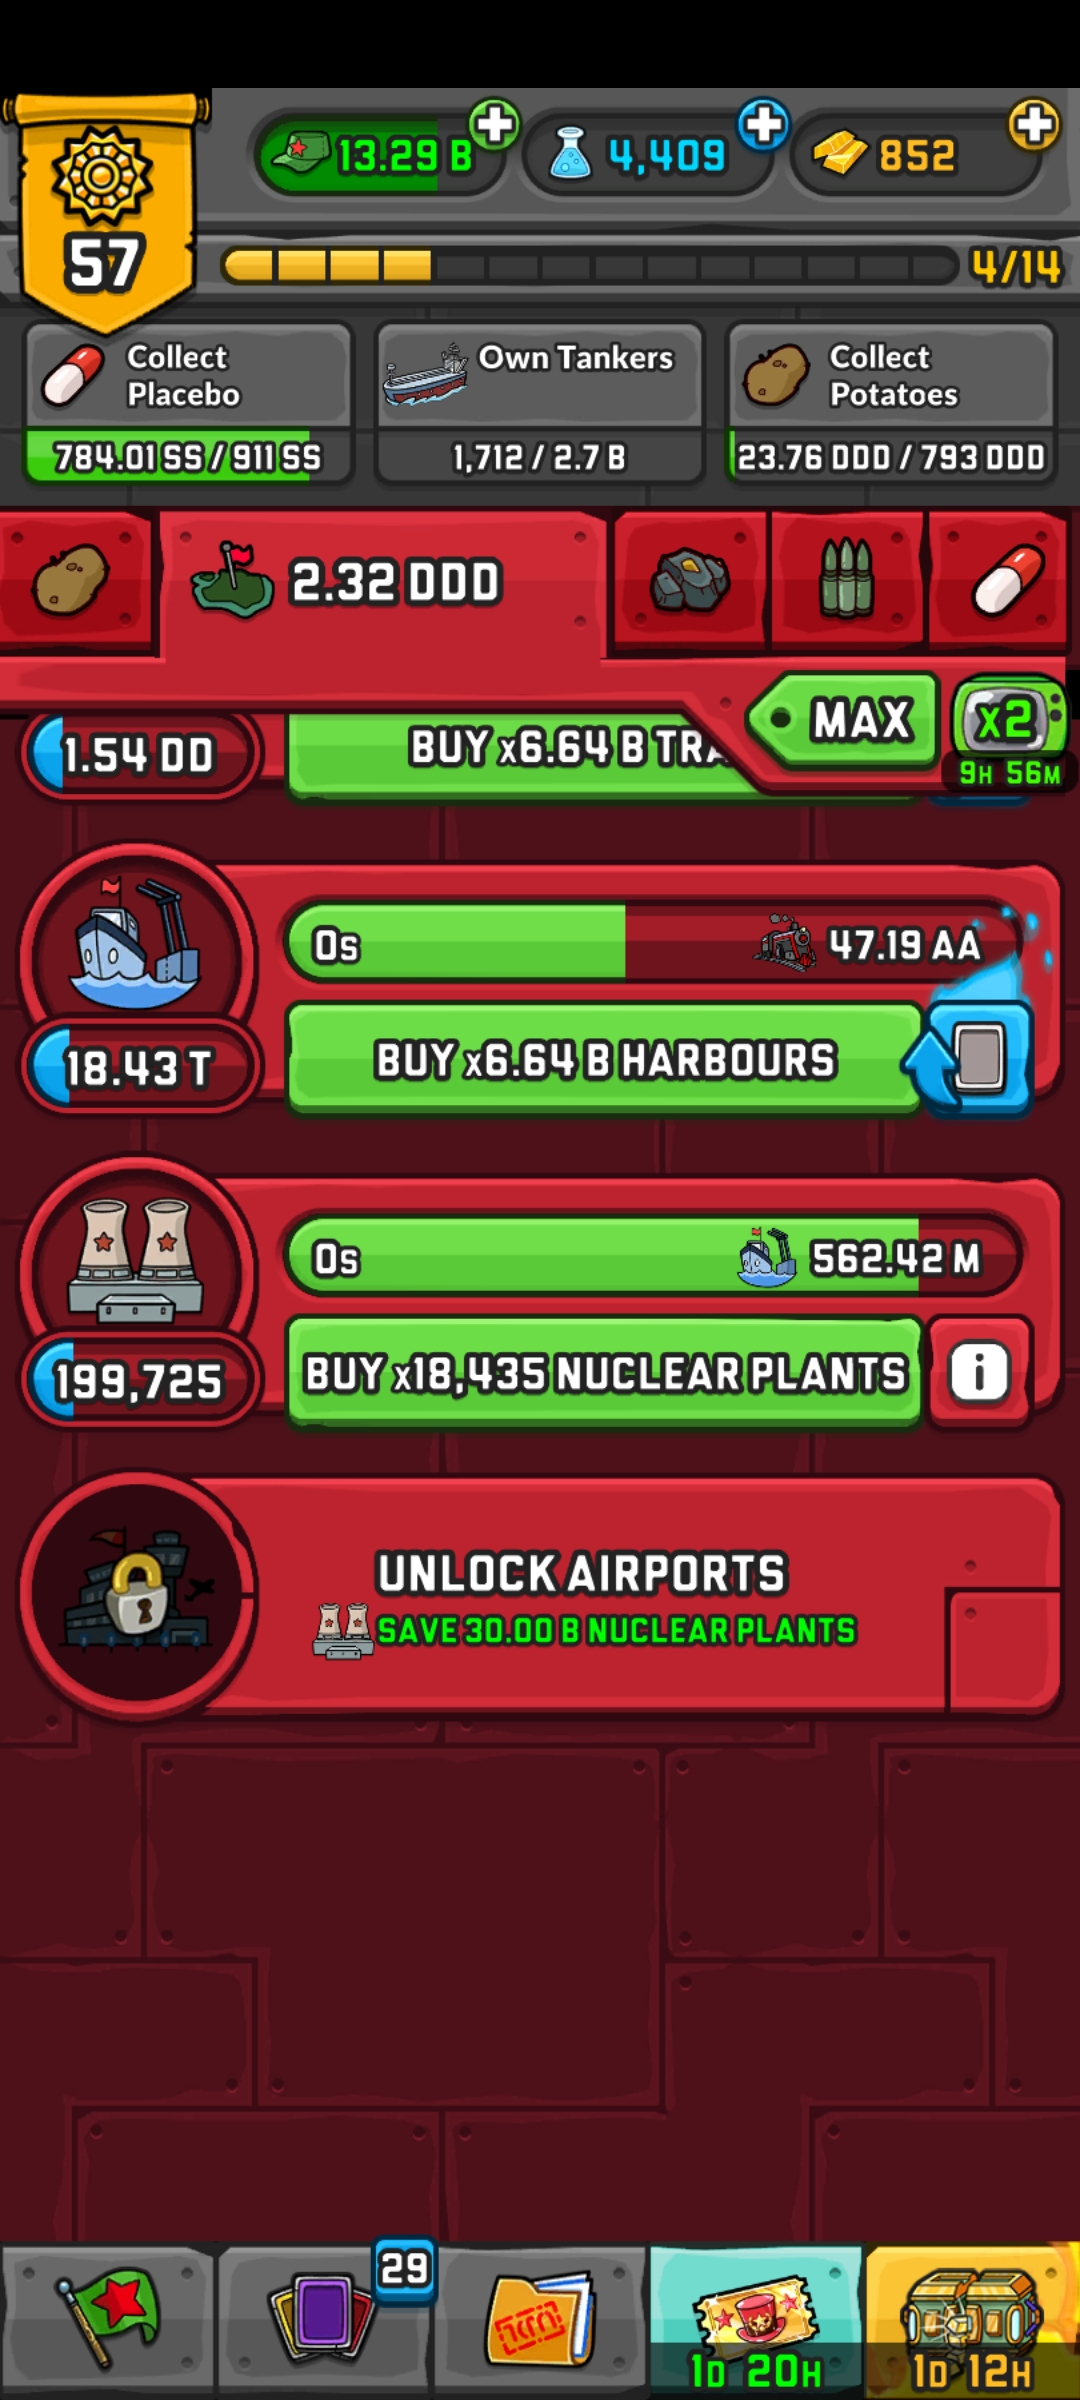 13.29 B
4,409
852
57
4/14
Collect
Placebo
784.01 SS / 911 SS
Own Tankers
1,712 / 2.7 B
Collect
Potatoes
23.76 DDD / 793 DDD
2.32 DDD
MAX
x2
9H 56M
1.54 DD
BUY x6.64 B
0s
47.19 AA
18.43 T
BUY x6.64 B HARBOURS
0s
562.42 M
199,725
BUY x18,435 NUCLEAR PLANTS
i
UNLOCK AIRPORTS
SAVE 30.00 B NUCLEAR PLANTS
29
1D 20H
1D 12H